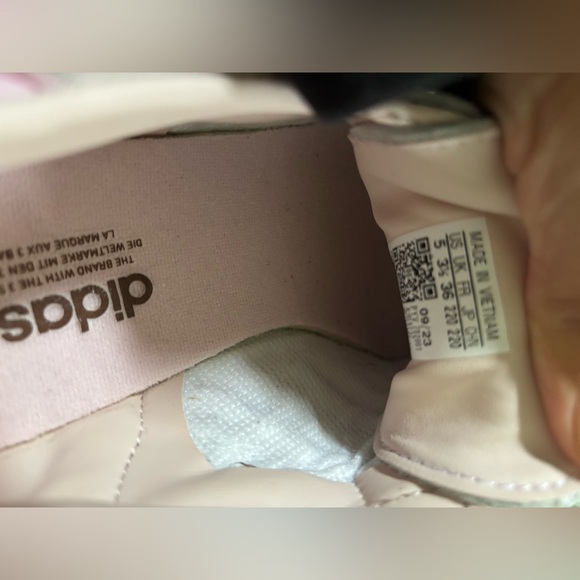 MADE IN VIETNAM
US UK FR JP CHN
5 3½ 36 220 220
09/23
adidas
THE BRAND WITH THE 3
DIE WELTMARKE MIT DEN
LA MARQUE AUX 3